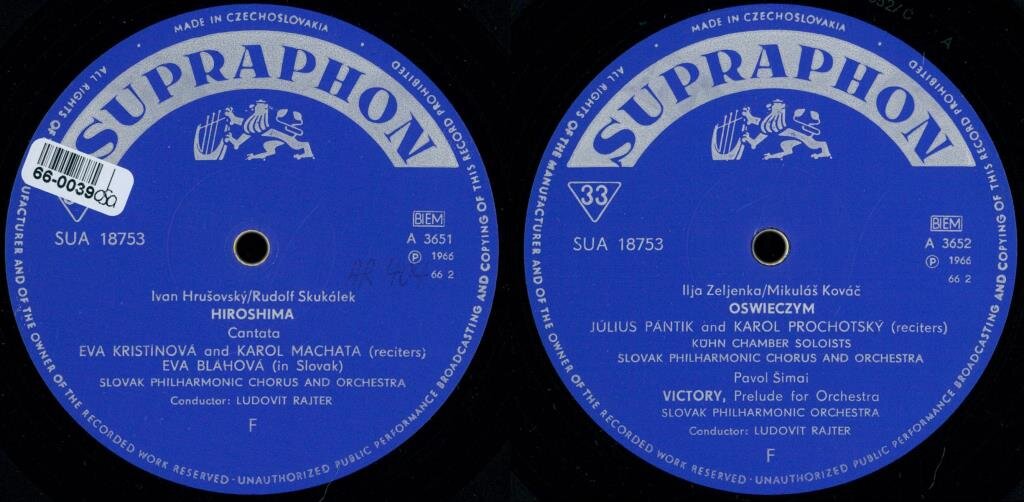 MADE IN CZECHOSLOVAKIA
SUPRAPHON
ALL RIGHTS OF
UFACTURER AND OF THE OWNER OF THE RECORDED WORK RESERVED · UNAUTHORIZED PUBLIC PERFORMANCE BROADCASTING AND COPYING OF THIS RECORD PROHIBITED
66-0039
SUA 18753
BIEM
A 3651
Ⓟ 1966
66 2
Ivan Hrušovský/Rudolf Skukálek
HIROSHIMA
Cantata
EVA KRISTÍNOVÁ and KAROL MACHATA (reciters)
EVA BLÁHOVÁ (in Slovak)
SLOVAK PHILHARMONIC CHORUS AND ORCHESTRA
Conductor: LUDOVÍT RAJTER
F
MADE IN CZECHOSLOVAKIA
SUPRAPHON
ALL RIGHTS OF THE MANUFACTURER AND OF THE OWNER OF THE RECORDED WORK RESERVED · UNAUTHORIZED PUBLIC PERFORMANCE BROADCASTING AND COPYING OF THIS RECORD PROHIBITED
33
SUA 18753
BIEM
A 3652
Ⓟ 1966
66 2
Ilja Zeljenka/Mikuláš Kováč
OSWIECZYM
JÚLIUS PÁNTIK and KAROL PROCHOTSKÝ (reciters)
KÜHN CHAMBER SOLOISTS
SLOVAK PHILHARMONIC CHORUS AND ORCHESTRA
Pavol Šimai
VICTORY, Prelude for Orchestra
SLOVAK PHILHARMONIC ORCHESTRA
Conductor: LUDOVÍT RAJTER
F